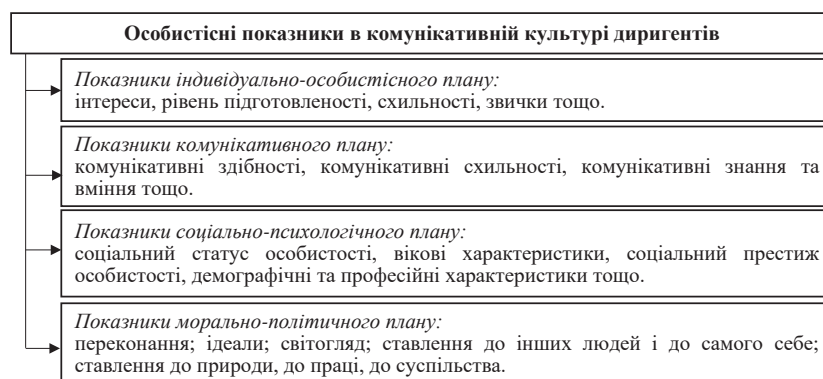 Особистісні показники в комунікативній культурі диригентів
Показники індивідуально-особистісного плану:
інтереси, рівень підготовленості, схильності, звички тощо.
Показники комунікативного плану:
комунікативні здібності, комунікативні схильності, комунікативні знання та
вміння тощо.
Показники соціально-психологічного плану:
соціальний статус особистості, вікові характеристики, соціальний престиж
особистості, демографічні та професійні характеристики тощо.
Показники морально-політичного плану:
переконання; ідеали; світогляд; ставлення до інших людей і до самого себе;
ставлення до природи, до праці, до суспільства.